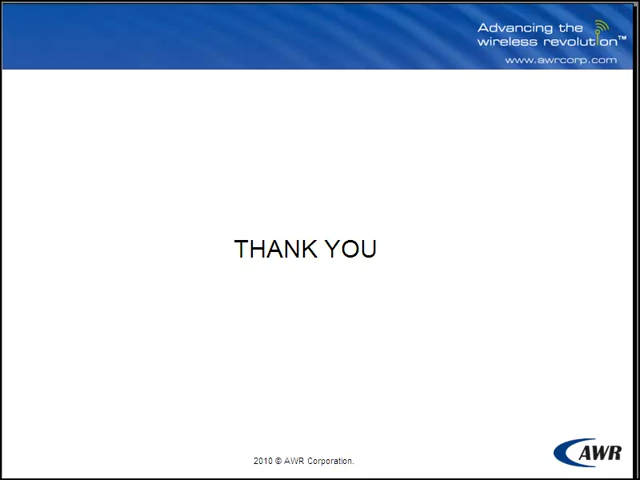 Advancing the
wireless revolution™
www.awrcorp.com
THANK YOU
2010 © AWR Corporation.
AWR